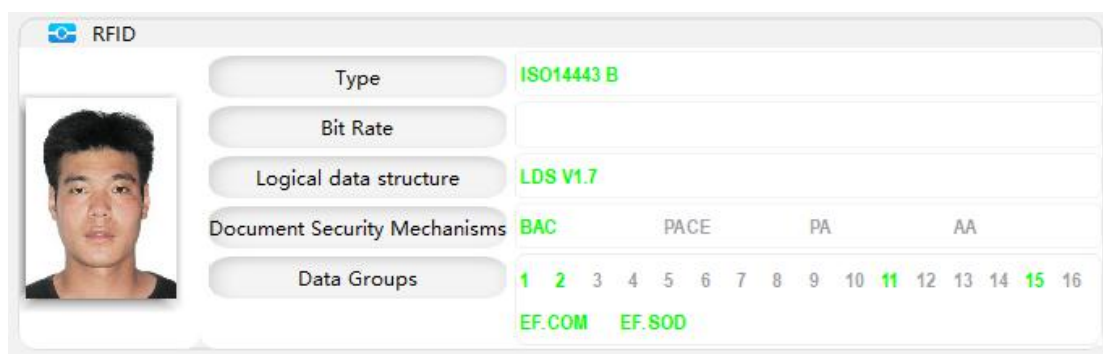 RFID
Type ISO14443 B
Bit Rate
Logical data structure LDS V1.7
Document Security Mechanisms BAC PACE PA AA
Data Groups 1 2 3 4 5 6 7 8 9 10 11 12 13 14 15 16
EF.COM EF.SOD